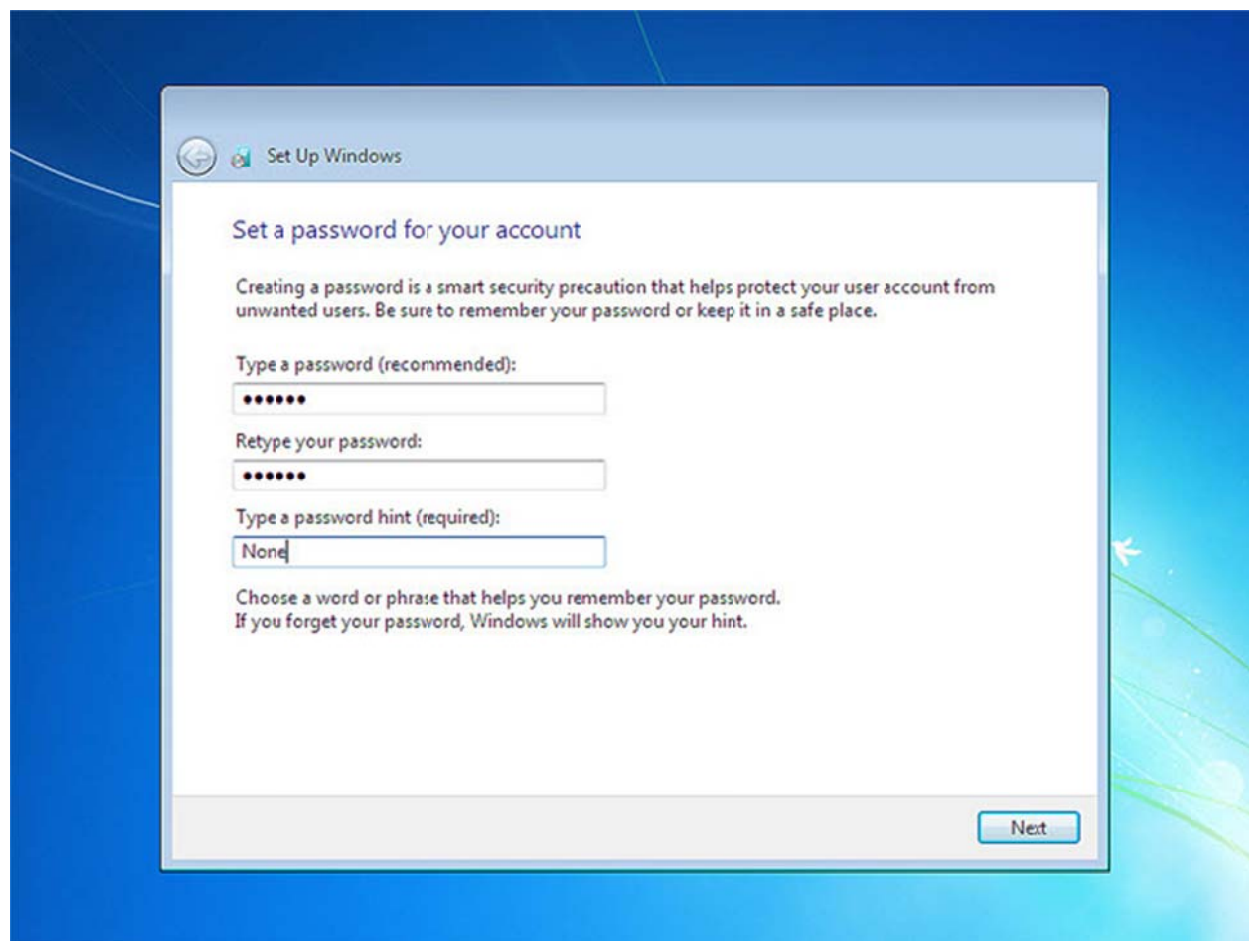 Set Up Windows
Set a password for your account
Creating a password is a smart security precaution that helps protect your user account from
unwanted users. Be sure to remember your password or keep it in a safe place.
Type a password (recommended):
••••••
Retype your password:
••••••
Type a password hint (required):
None
Choose a word or phrase that helps you remember your password.
If you forget your password, Windows will show you your hint.
Next